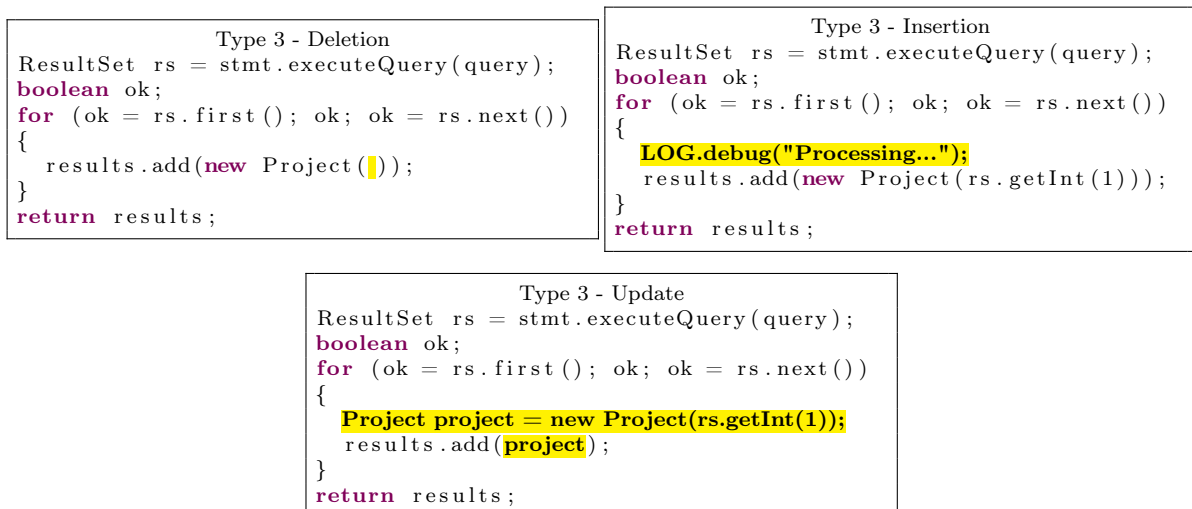 Type 3 - Deletion
ResultSet rs = stmt.executeQuery(query);
boolean ok;
for (ok = rs.first(); ok; ok = rs.next())
{
  results.add(new Project( ));
}
return results;
Type 3 - Insertion
ResultSet rs = stmt.executeQuery(query);
boolean ok;
for (ok = rs.first(); ok; ok = rs.next())
{
  LOG.debug("Processing...");
  results.add(new Project(rs.getInt(1)));
}
return results;
Type 3 - Update
ResultSet rs = stmt.executeQuery(query);
boolean ok;
for (ok = rs.first(); ok; ok = rs.next())
{
  Project project = new Project(rs.getInt(1));
  results.add(project);
}
return results;